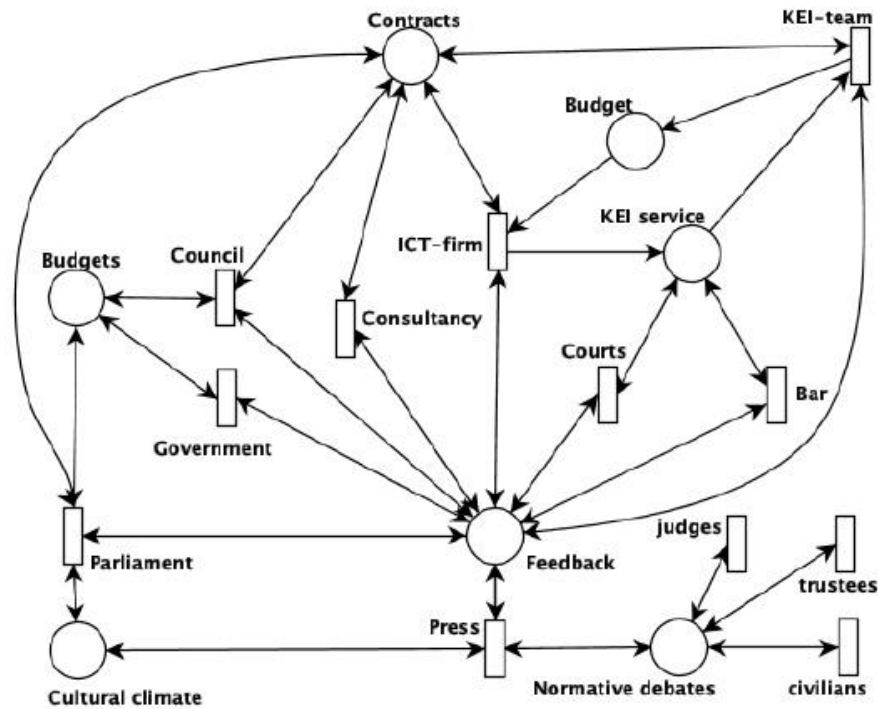 Contracts
KEI-team
Budget
KEI service
ICT-firm
Budgets
Council
Consultancy
Courts
Bar
Government
Parliament
Feedback
judges
trustees
Press
Cultural climate
Normative debates
civilians